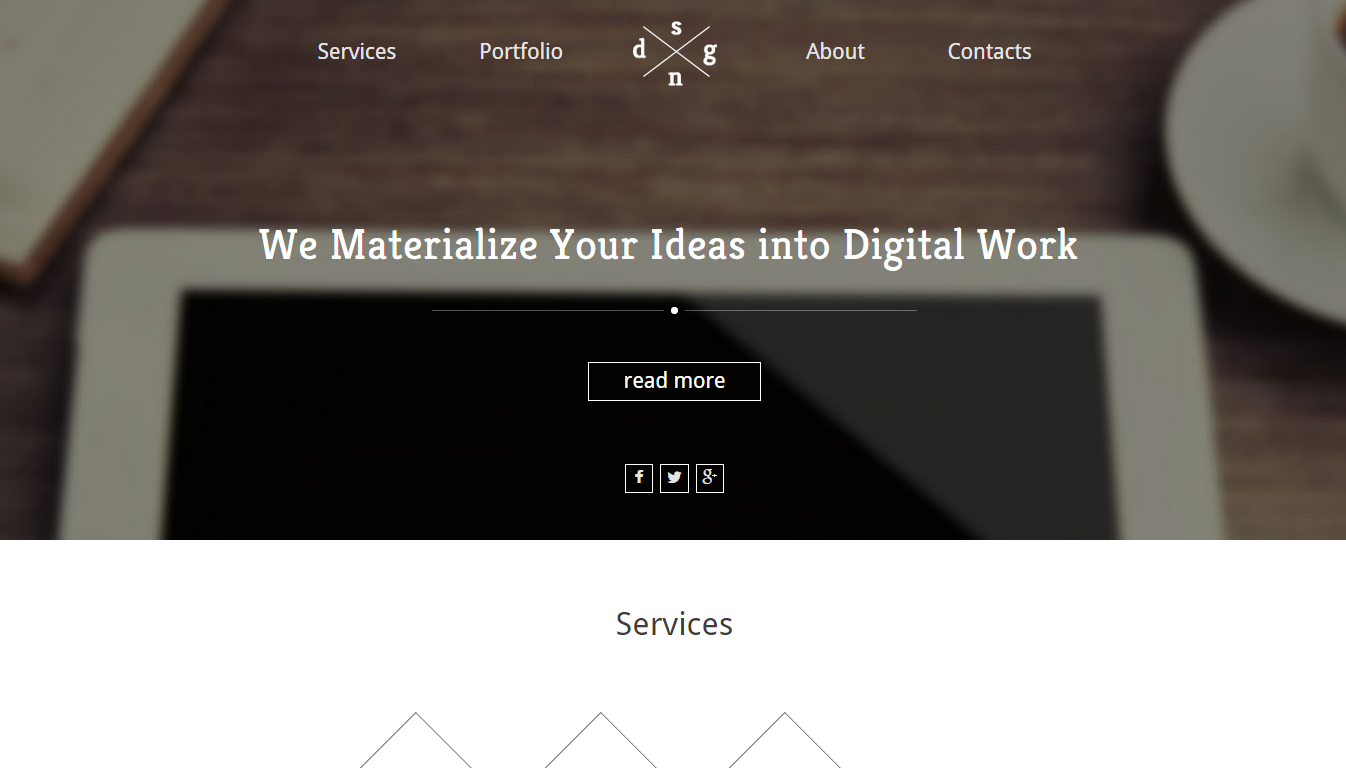 Services Portfolio d s g n About Contacts
We Materialize Your Ideas into Digital Work
read more
f g+
Services